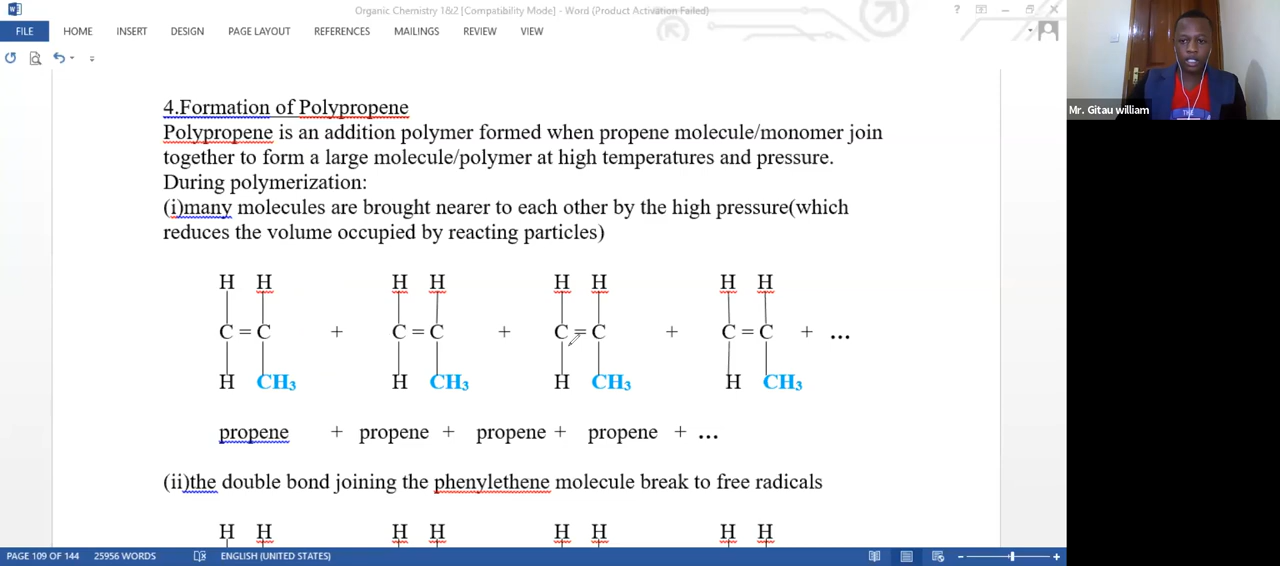 Organic Chemistry 1&2 [Compatibility Mode] - Word (Product Activation Failed)
FILE HOME INSERT DESIGN PAGE LAYOUT REFERENCES MAILINGS REVIEW VIEW
4.Formation of Polypropene
Polypropene is an addition polymer formed when propene molecule/monomer join
together to form a large molecule/polymer at high temperatures and pressure.
During polymerization:
(i)many molecules are brought nearer to each other by the high pressure(which
reduces the volume occupied by reacting particles)
H H H H H H H H
C = C + C = C + C = C + C = C + ...
H CH₃ H CH₃ H CH₃ H CH₃
propene + propene + propene + propene + ...
(ii)the double bond joining the phenylethene molecule break to free radicals
H H H H H H H H
PAGE 109 OF 144 25956 WORDS ENGLISH (UNITED STATES)
Mr. Gitau william
THE